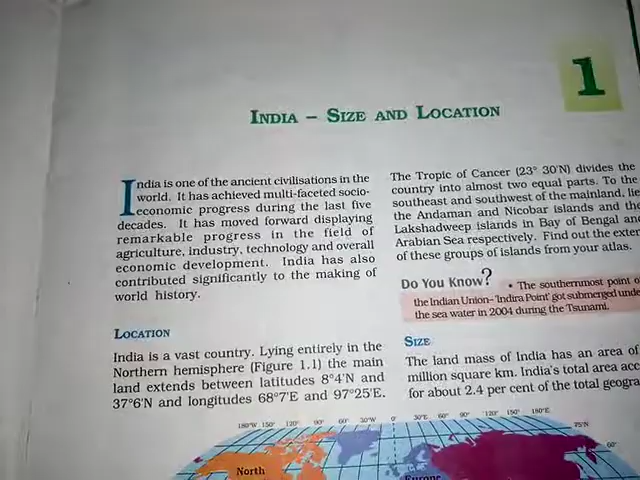 1
INDIA – SIZE AND LOCATION
India is one of the ancient civilisations in the
world. It has achieved multi-faceted socio-
economic progress during the last five
decades. It has moved forward displaying
remarkable progress in the field of
agriculture, industry, technology and overall
economic development. India has also
contributed significantly to the making of
world history.
LOCATION
India is a vast country. Lying entirely in the
Northern hemisphere (Figure 1.1) the main
land extends between latitudes 8°4'N and
37°6'N and longitudes 68°7'E and 97°25'E.
The Tropic of Cancer (23° 30'N) divides the
country into almost two equal parts. To the
southeast and southwest of the mainland, lie
the Andaman and Nicobar islands and the
Lakshadweep islands in Bay of Bengal and
Arabian Sea respectively. Find out the
of these groups of islands from your atlas.
Do You Know? • The southernmost point
the Indian Union– 'Indira Point' got submerged
the sea water in 2004 during the Tsunami.
SIZE
The land mass of India has an area of
million square km. India's total area
for about 2.4 per cent of the total
180°W 150° 120° 90° 60° 30°W 0° 30°E 60° 90° 120° 150° 180°E
75°N
60°
North
Europe